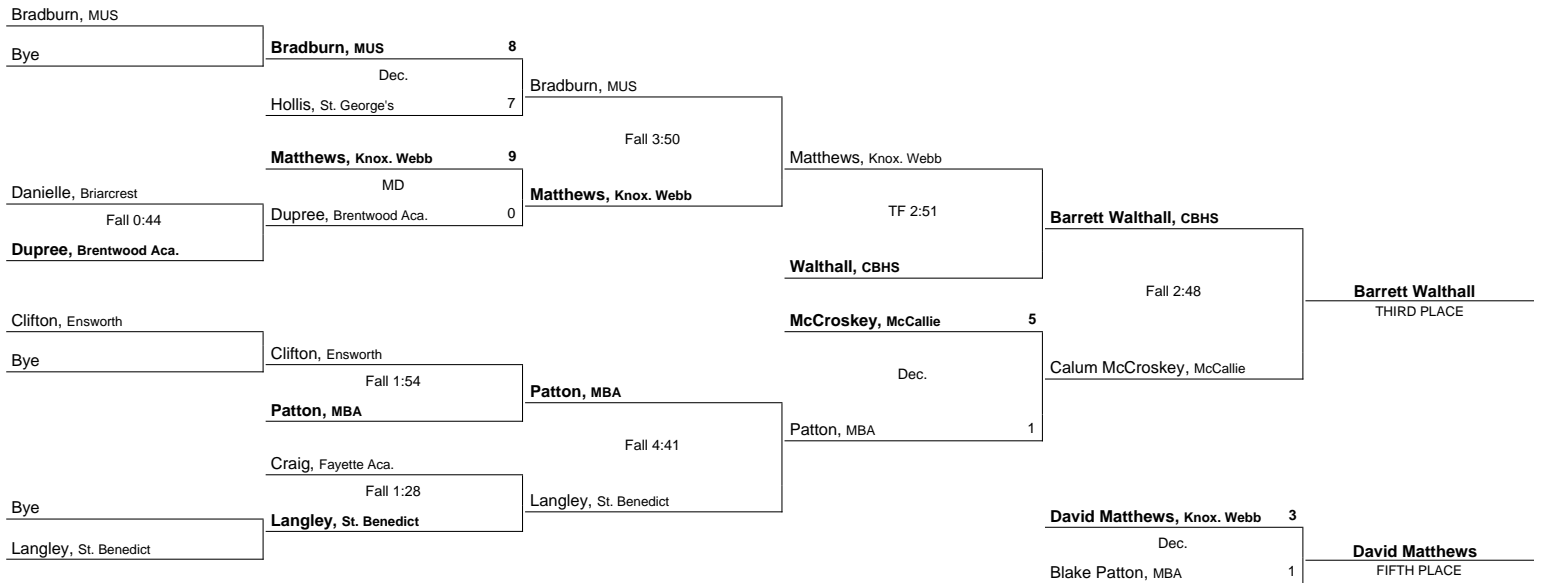 Bradburn, MUS
Bye
Bradburn, MUS 8
Dec.
Hollis, St. George's 7
Bradburn, MUS
Fall 3:50
Matthews, Knox. Webb 9
MD
Dupree, Brentwood Aca. 0
Matthews, Knox. Webb
Danielle, Briarcrest
Fall 0:44
Dupree, Brentwood Aca.
Matthews, Knox. Webb
TF 2:51
Walthall, CBHS
Barrett Walthall, CBHS
Fall 2:48
Barrett Walthall
THIRD PLACE
Clifton, Ensworth
Bye
Clifton, Ensworth
Fall 1:54
Patton, MBA
Patton, MBA
Fall 4:41
McCroskey, McCallie 5
Dec.
Patton, MBA 1
Calum McCroskey, McCallie
Craig, Fayette Aca.
Fall 1:28
Langley, St. Benedict
Langley, St. Benedict
Bye
Langley, St. Benedict
David Matthews, Knox. Webb 3
Dec.
Blake Patton, MBA 1
David Matthews
FIFTH PLACE